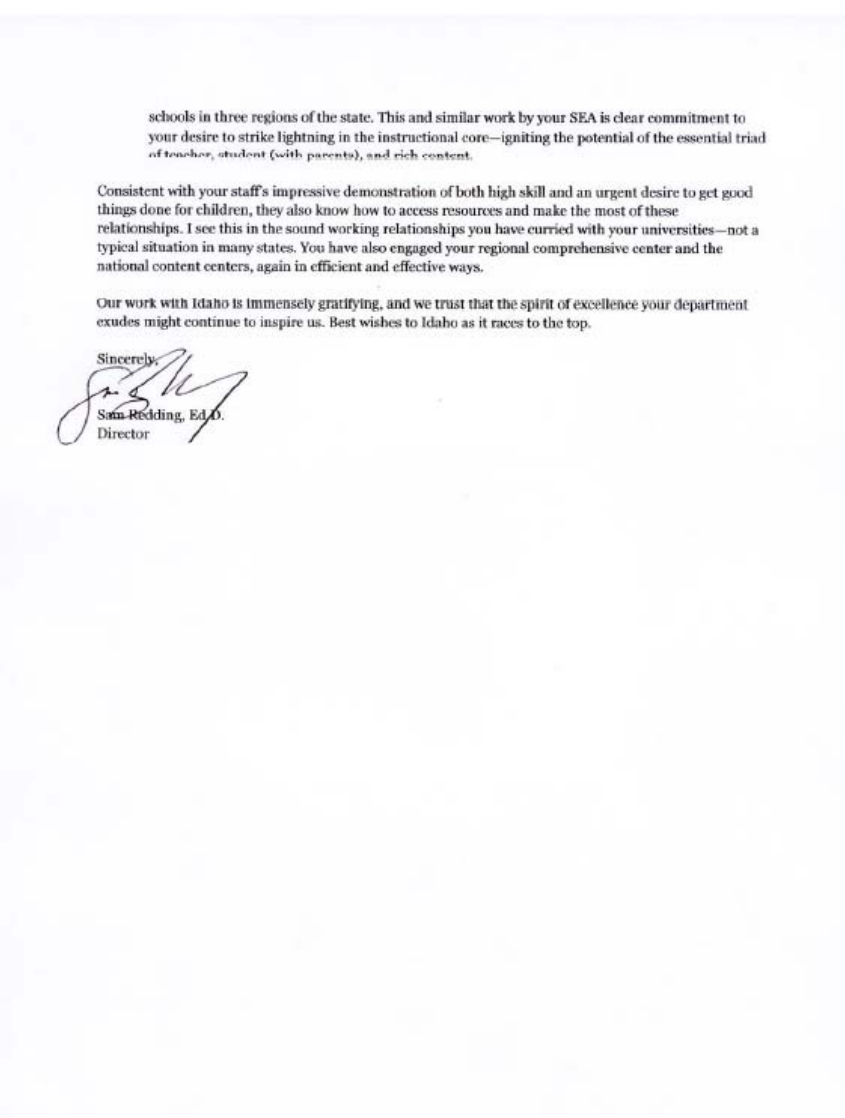 schools in three regions of the state. This and similar work by your SEA is clear commitment to
your desire to strike lightning in the instructional core—igniting the potential of the essential triad
of teacher, student (with parents), and rich content.
Consistent with your staff's impressive demonstration of both high skill and an urgent desire to get good
things done for children, they also know how to access resources and make the most of these
relationships. I see this in the sound working relationships you have curried with your universities—not a
typical situation in many states. You have also engaged your regional comprehensive center and the
national content centers, again in efficient and effective ways.
Our work with Idaho is immensely gratifying, and we trust that the spirit of excellence your department
exudes might continue to inspire us. Best wishes to Idaho as it races to the top.
Sincerely,
Sam Redding, Ed.D.
Director